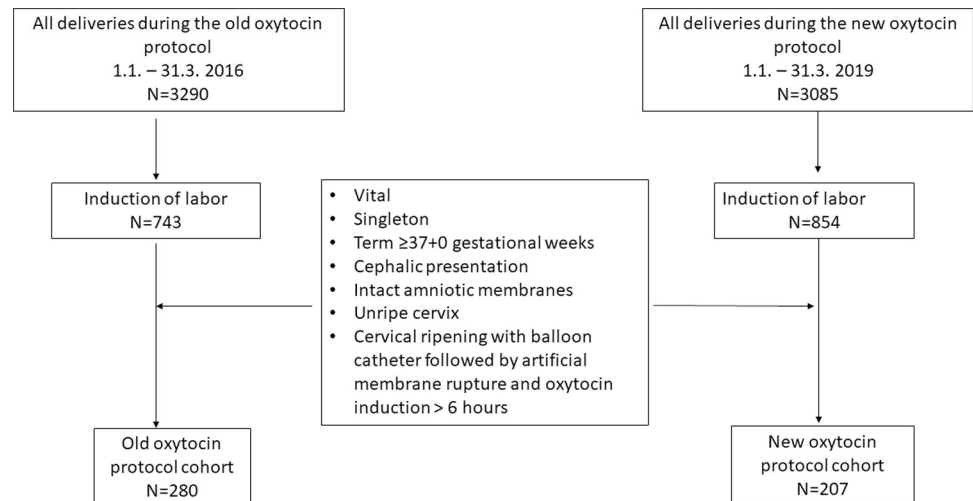 All deliveries during the old oxytocin
protocol
1.1. – 31.3. 2016
N=3290
All deliveries during the new oxytocin
protocol
1.1. – 31.3. 2019
N=3085
Induction of labor
N=743
• Vital
• Singleton
• Term ≥37+0 gestational weeks
• Cephalic presentation
• Intact amniotic membranes
• Unripe cervix
• Cervical ripening with balloon
catheter followed by artificial
membrane rupture and oxytocin
induction > 6 hours
Induction of labor
N=854
Old oxytocin
protocol cohort
N=280
New oxytocin
protocol cohort
N=207